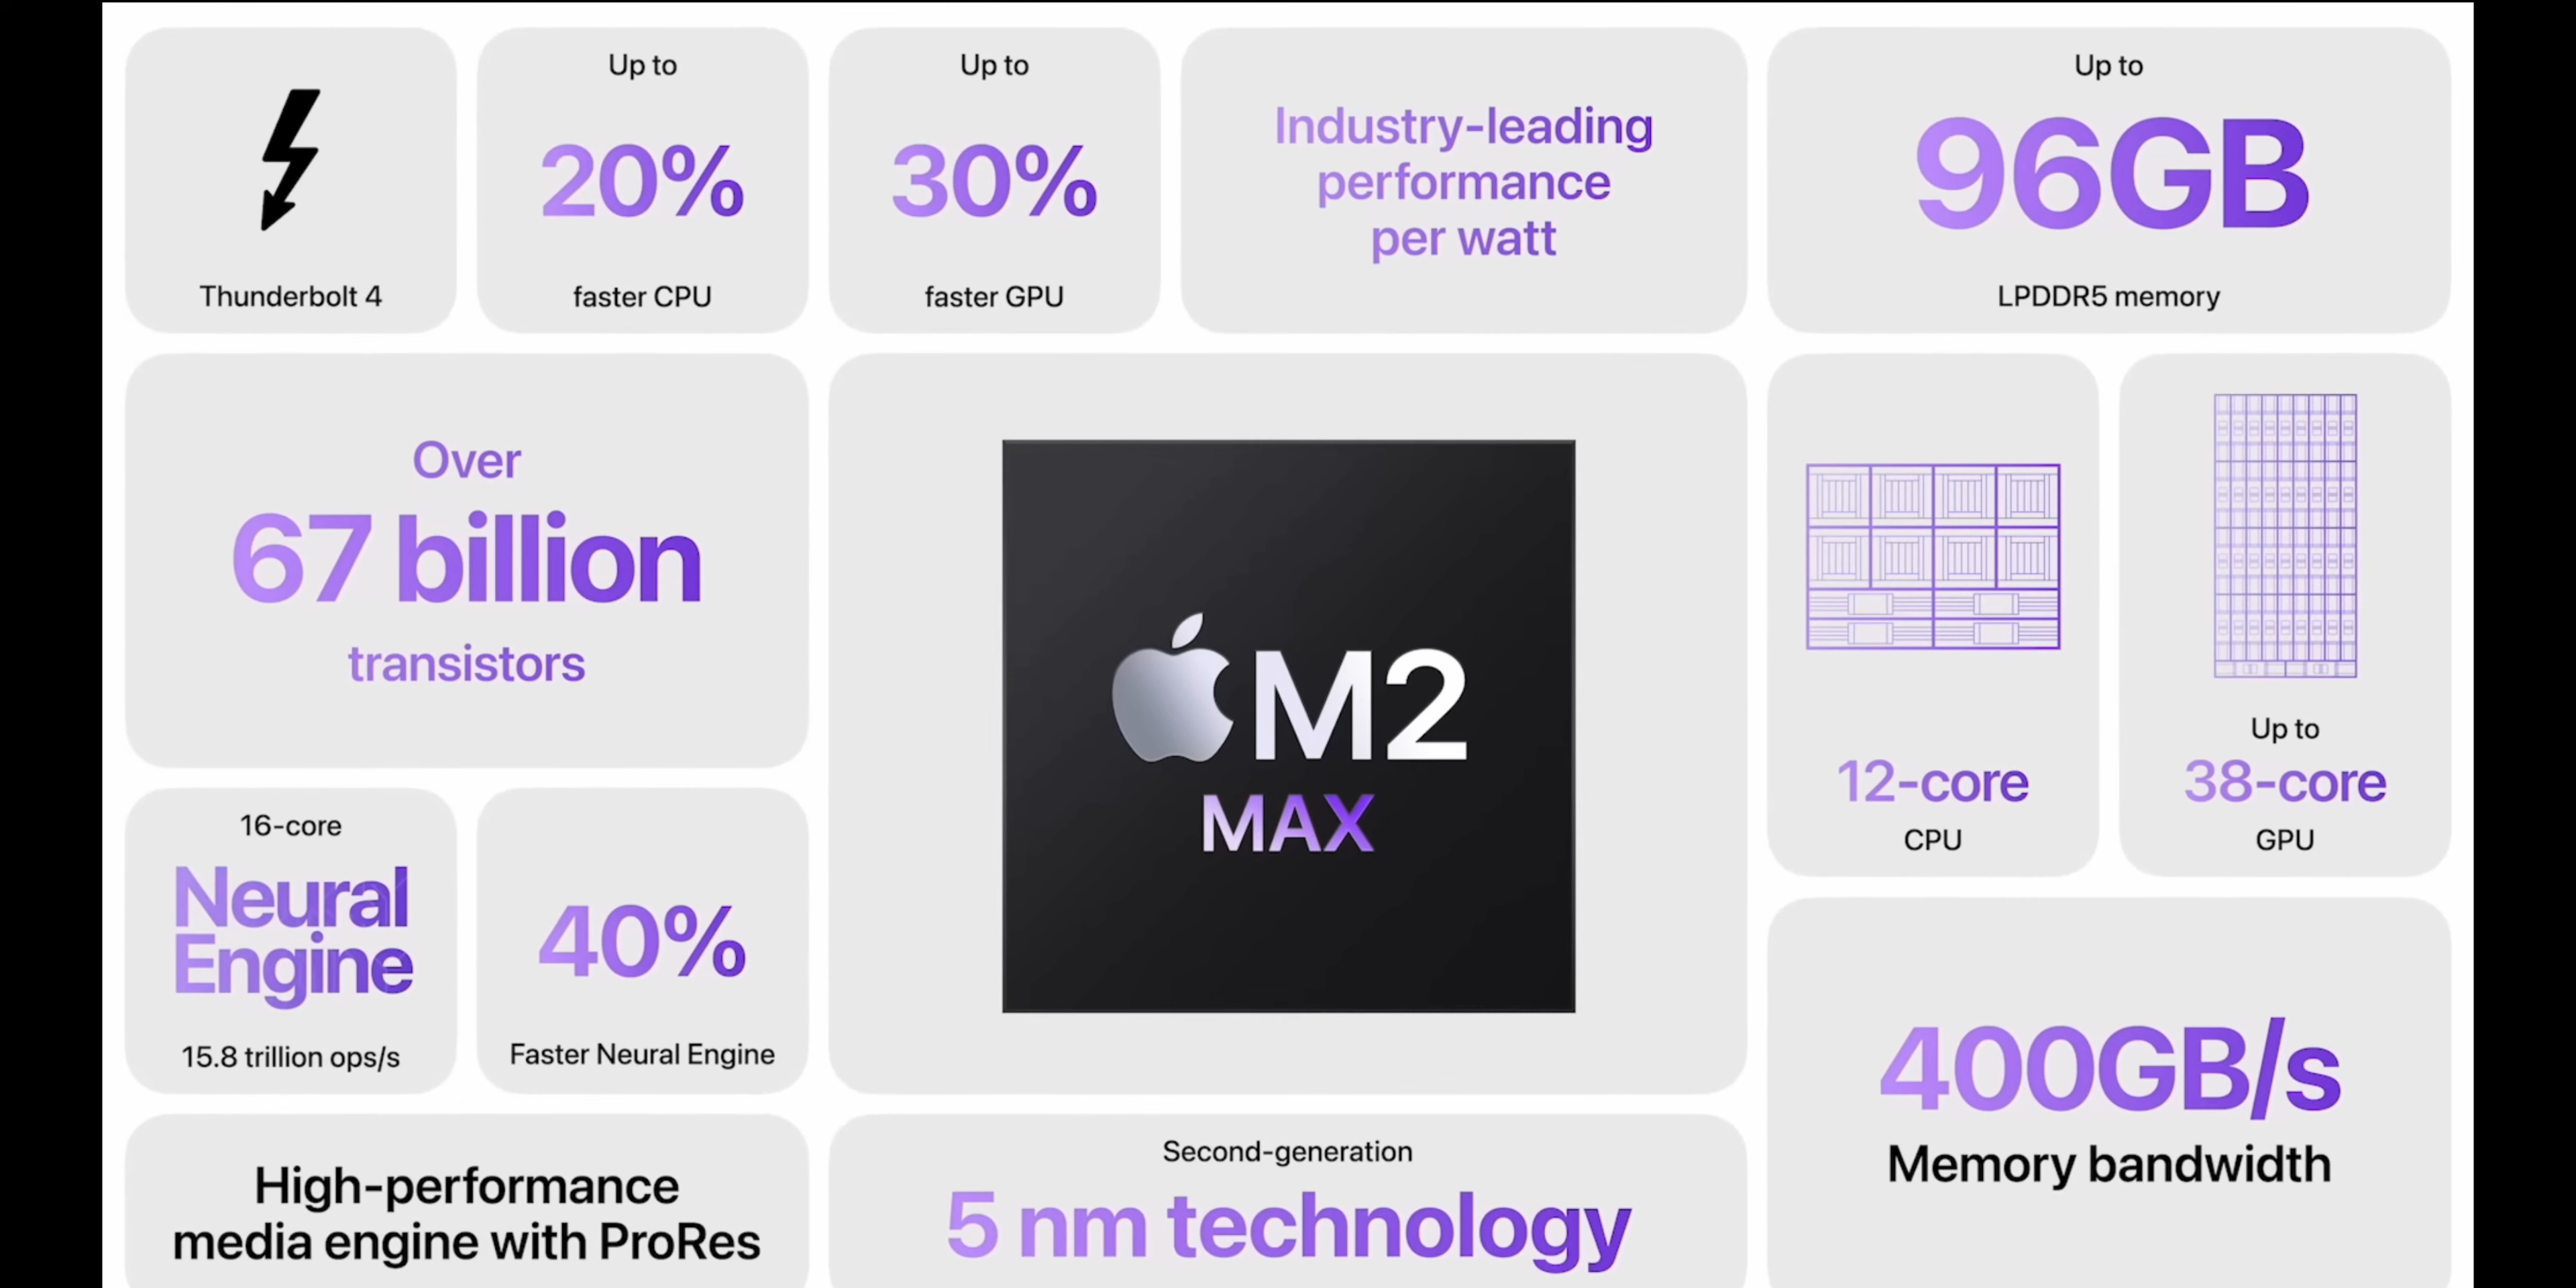 Thunderbolt 4
Up to
20%
faster CPU
Up to
30%
faster GPU
Industry-leading
performance
per watt
Up to
96GB
LPDDR5 memory
Over
67 billion
transistors
M2
MAX
12-core
CPU
Up to
38-core
GPU
16-core
Neural
Engine
15.8 trillion ops/s
40%
Faster Neural Engine
400GB/s
Memory bandwidth
High-performance
media engine with ProRes
Second-generation
5 nm technology